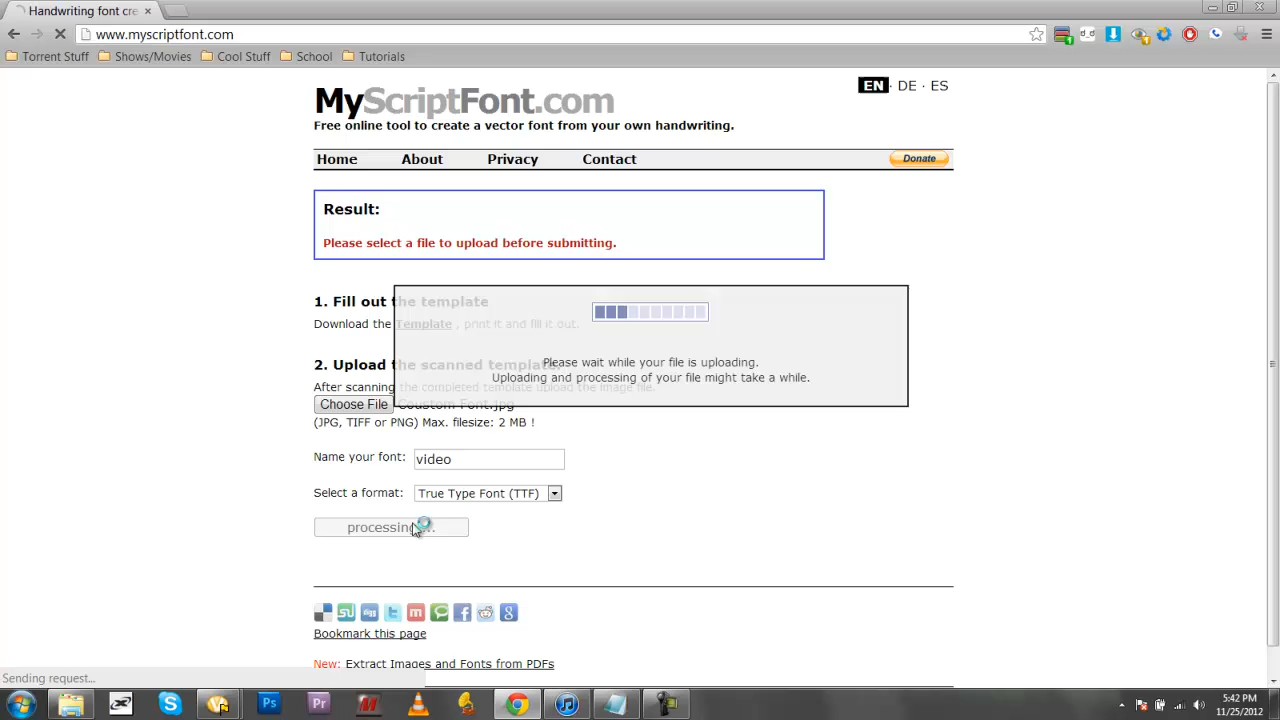 Handwriting font cre
www.myscriptfont.com
Torrent Stuff Shows/Movies Cool Stuff School Tutorials
EN · DE · ES
MyScriptFont.com
Free online tool to create a vector font from your own handwriting.
Home About Privacy Contact Donate
Result:
Please select a file to upload before submitting.
1. Fill out the template
Download the Template , print it and fill it out.
Please wait while your file is uploading.
2. Upload the scanned template.
Uploading and processing of your file might take a while.
After scanning the completed template upload the image file.
Choose File Coustom Font.jpg
(JPG, TIFF or PNG) Max. filesize: 2 MB !
Name your font: video
Select a format: True Type Font (TTF)
processing...
Bookmark this page
New: Extract Images and Fonts from PDFs
Sending request...
5:42 PM
11/25/2012